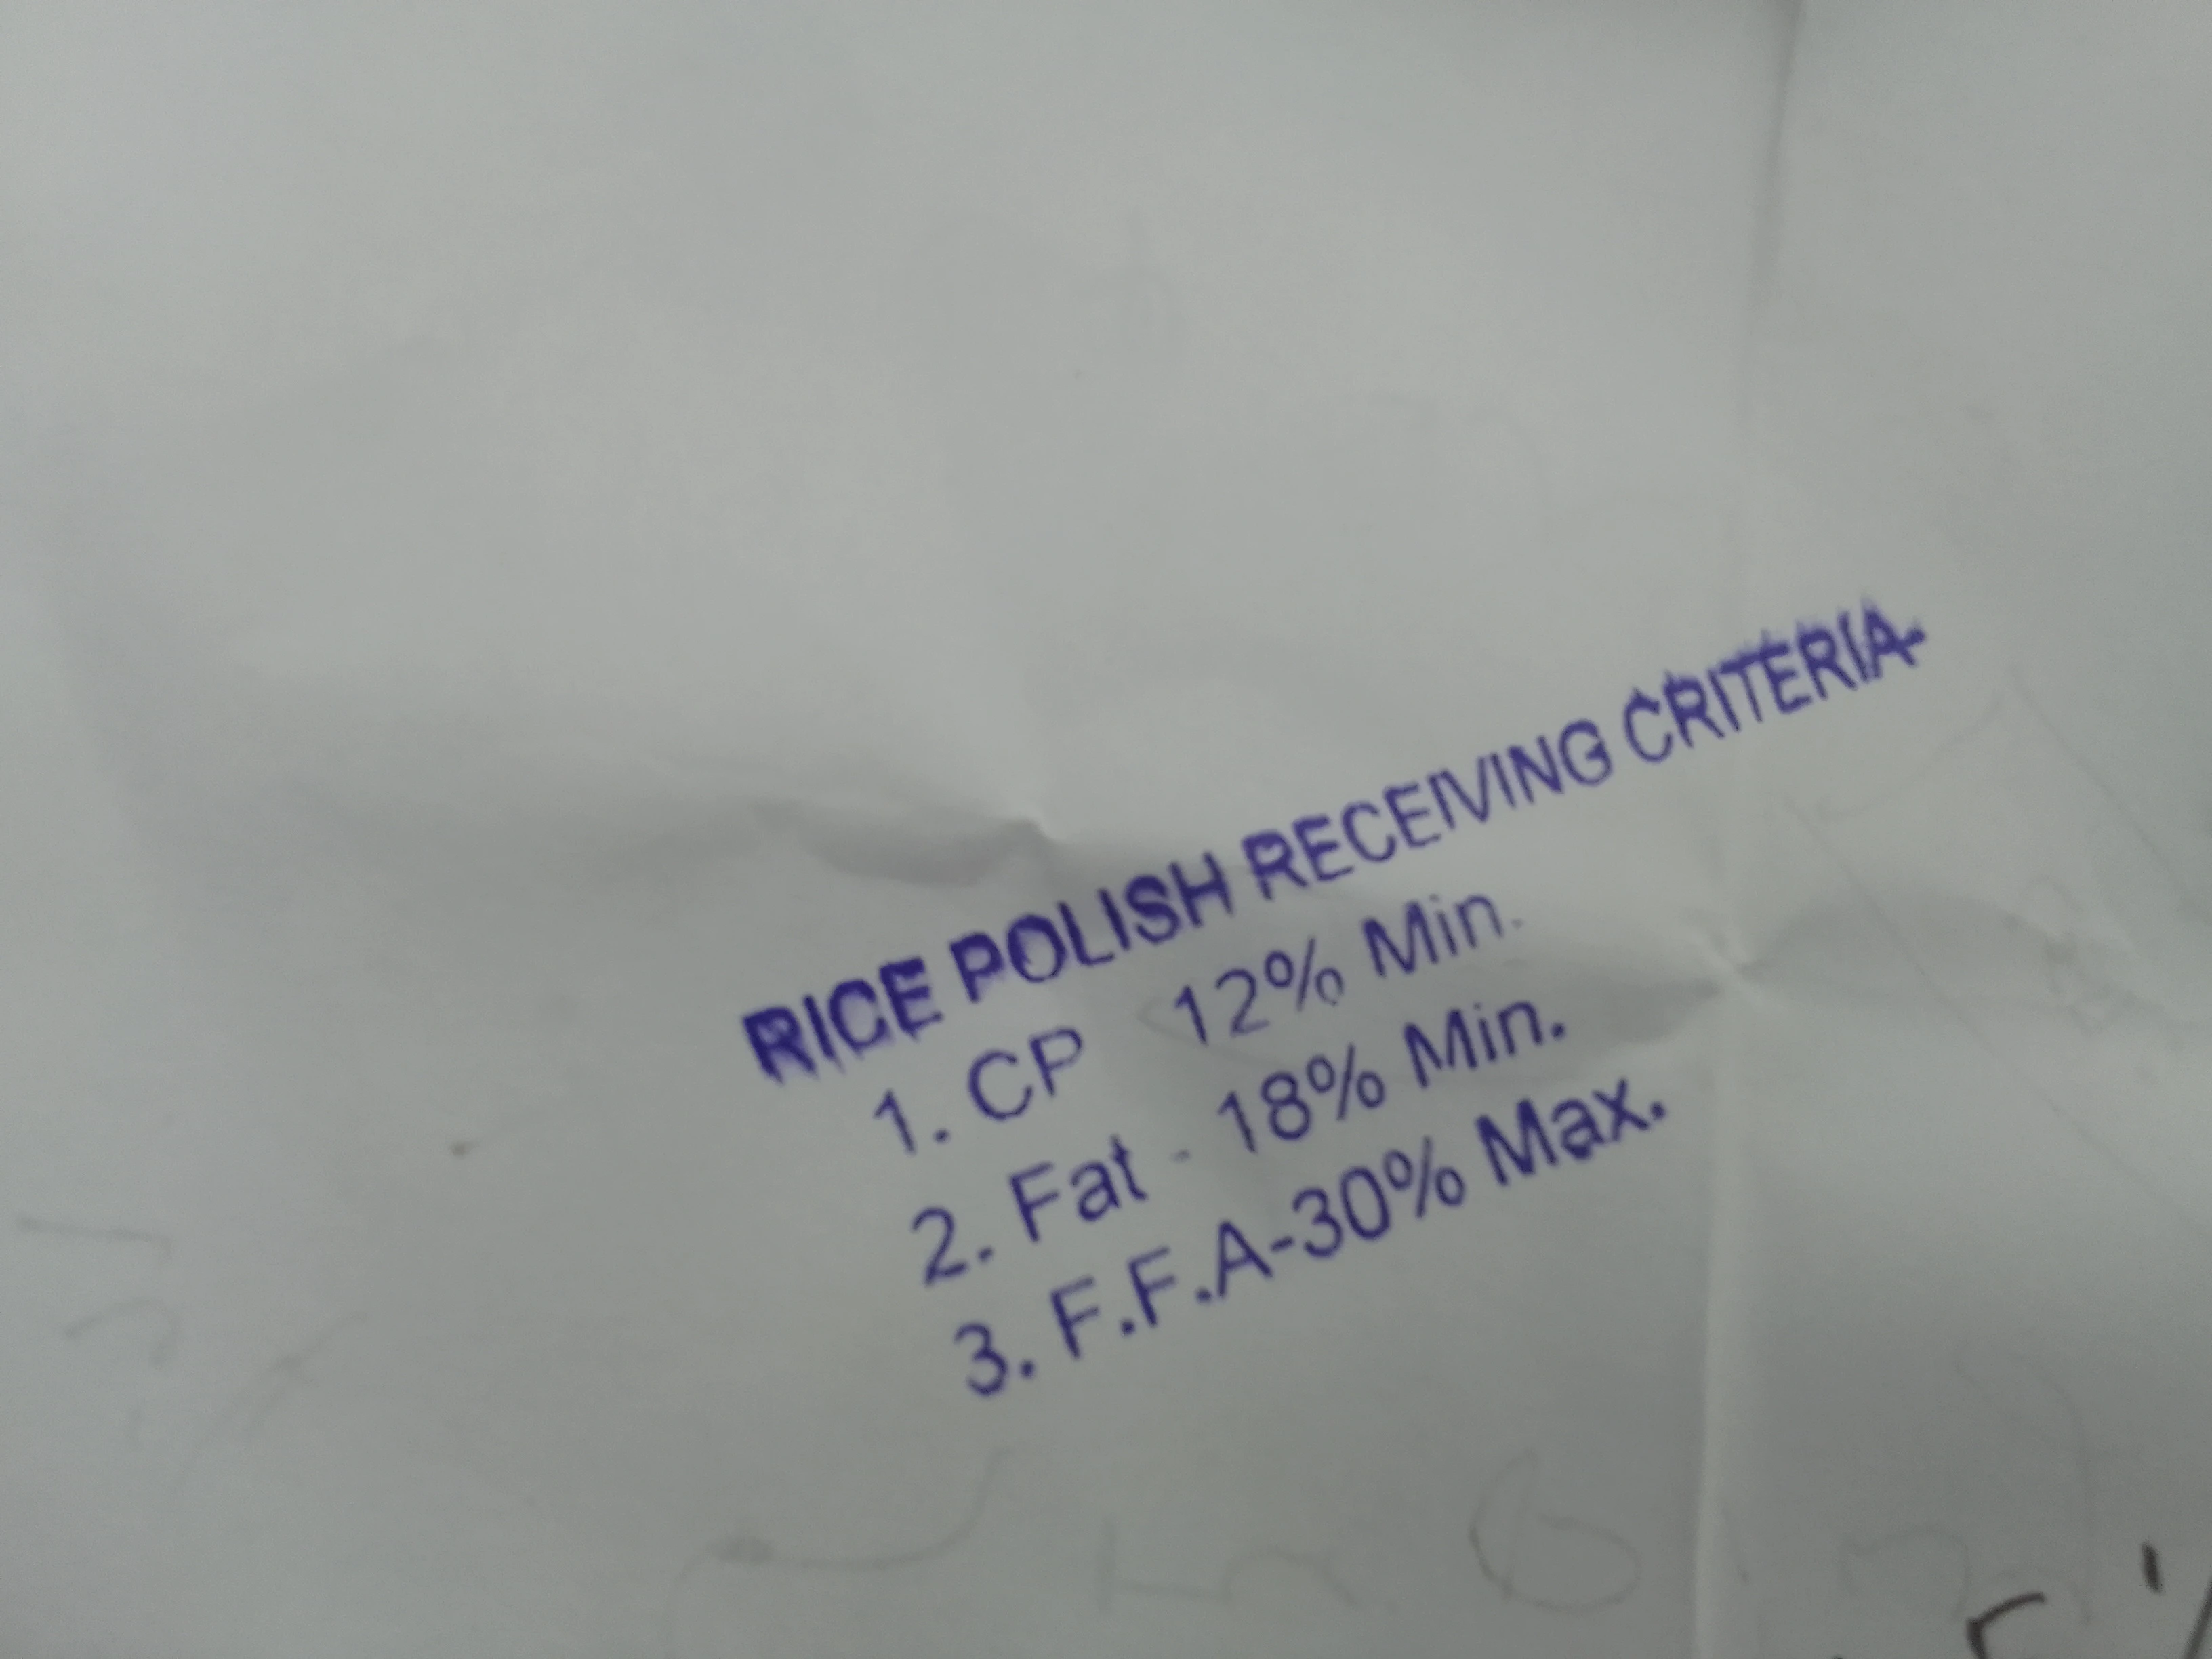 RICE POLISH RECEIVING CRITERIA.
1. CP 12% Min.
2. Fat - 18% Min.
3. F.F.A-30% Max.